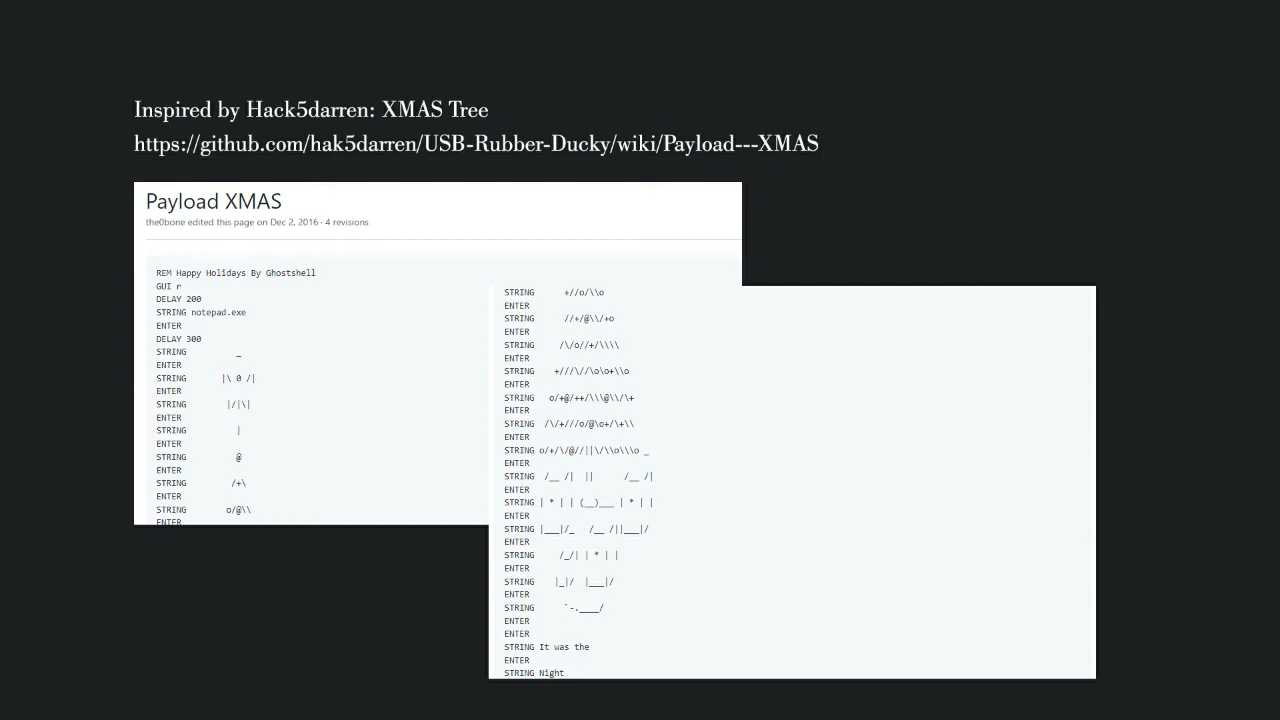 Inspired by Hack5darren: XMAS Tree
https://github.com/hak5darren/USB-Rubber-Ducky/wiki/Payload---XMAS
Payload XMAS
the0bone edited this page on Dec 2, 2016 · 4 revisions
REM Happy Holidays By Ghostshell
GUI r
DELAY 200
STRING notepad.exe
ENTER
DELAY 300
STRING          _
ENTER
STRING       |\ 0 /|
ENTER
STRING        |/|\|
ENTER
STRING          |
ENTER
STRING          @
ENTER
STRING         /+\
ENTER
STRING        o/@\\
ENTER
STRING      +//o/\\o
ENTER
STRING      //+/@\\/+o
ENTER
STRING     /\/o//+/\\\\
ENTER
STRING    +///\//\o\o+\\o
ENTER
STRING   o/+@/++/\\\@\\/\+
ENTER
STRING  /\/+///o/@\o+/\+\\
ENTER
STRING o/+/\/@//||\/\\o\\\o _
ENTER
STRING  /__ /|  ||      /__ /|
ENTER
STRING | * | | (__)___ | * | |
ENTER
STRING |___|/_   /__ /||___|/
ENTER
STRING     /_/| | * | |
ENTER
STRING    |_|/  |___|/
ENTER
STRING      `-.____/
ENTER
ENTER
STRING It was the
ENTER
STRING Night